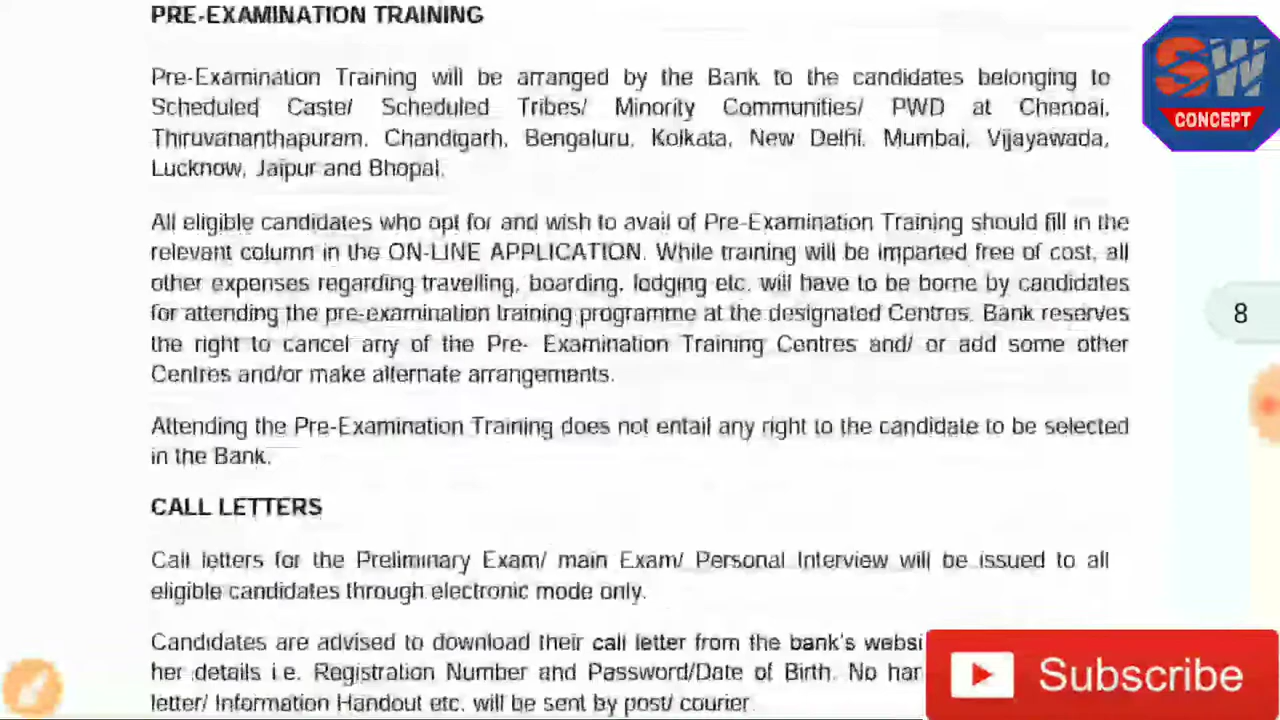 PRE-EXAMINATION TRAINING
Pre-Examination Training will be arranged by the Bank to the candidates belonging to
Scheduled Caste/ Scheduled Tribes/ Minority Communities/ PWD at Chennai,
Thiruvananthapuram, Chandigarh, Bengaluru, Kolkata, New Delhi, Mumbai, Vijayawada,
Lucknow, Jaipur and Bhopal.
All eligible candidates who opt for and wish to avail of Pre-Examination Training should fill in the
relevant column in the ON-LINE APPLICATION. While training will be imparted free of cost, all
other expenses regarding travelling, boarding, lodging etc. will have to be borne by candidates
for attending the pre-examination training programme at the designated Centres. Bank reserves
the right to cancel any of the Pre- Examination Training Centres and/ or add some other
Centres and/or make alternate arrangements.
Attending the Pre-Examination Training does not entail any right to the candidate to be selected
in the Bank.
CALL LETTERS
Call letters for the Preliminary Exam/ main Exam/ Personal Interview will be issued to all
eligible candidates through electronic mode only.
Candidates are advised to download their call letter from the bank's websi
her details i.e. Registration Number and Password/Date of Birth. No har
letter/ Information Handout etc. will be sent by post/ courier
SW
CONCEPT
8
Subscribe